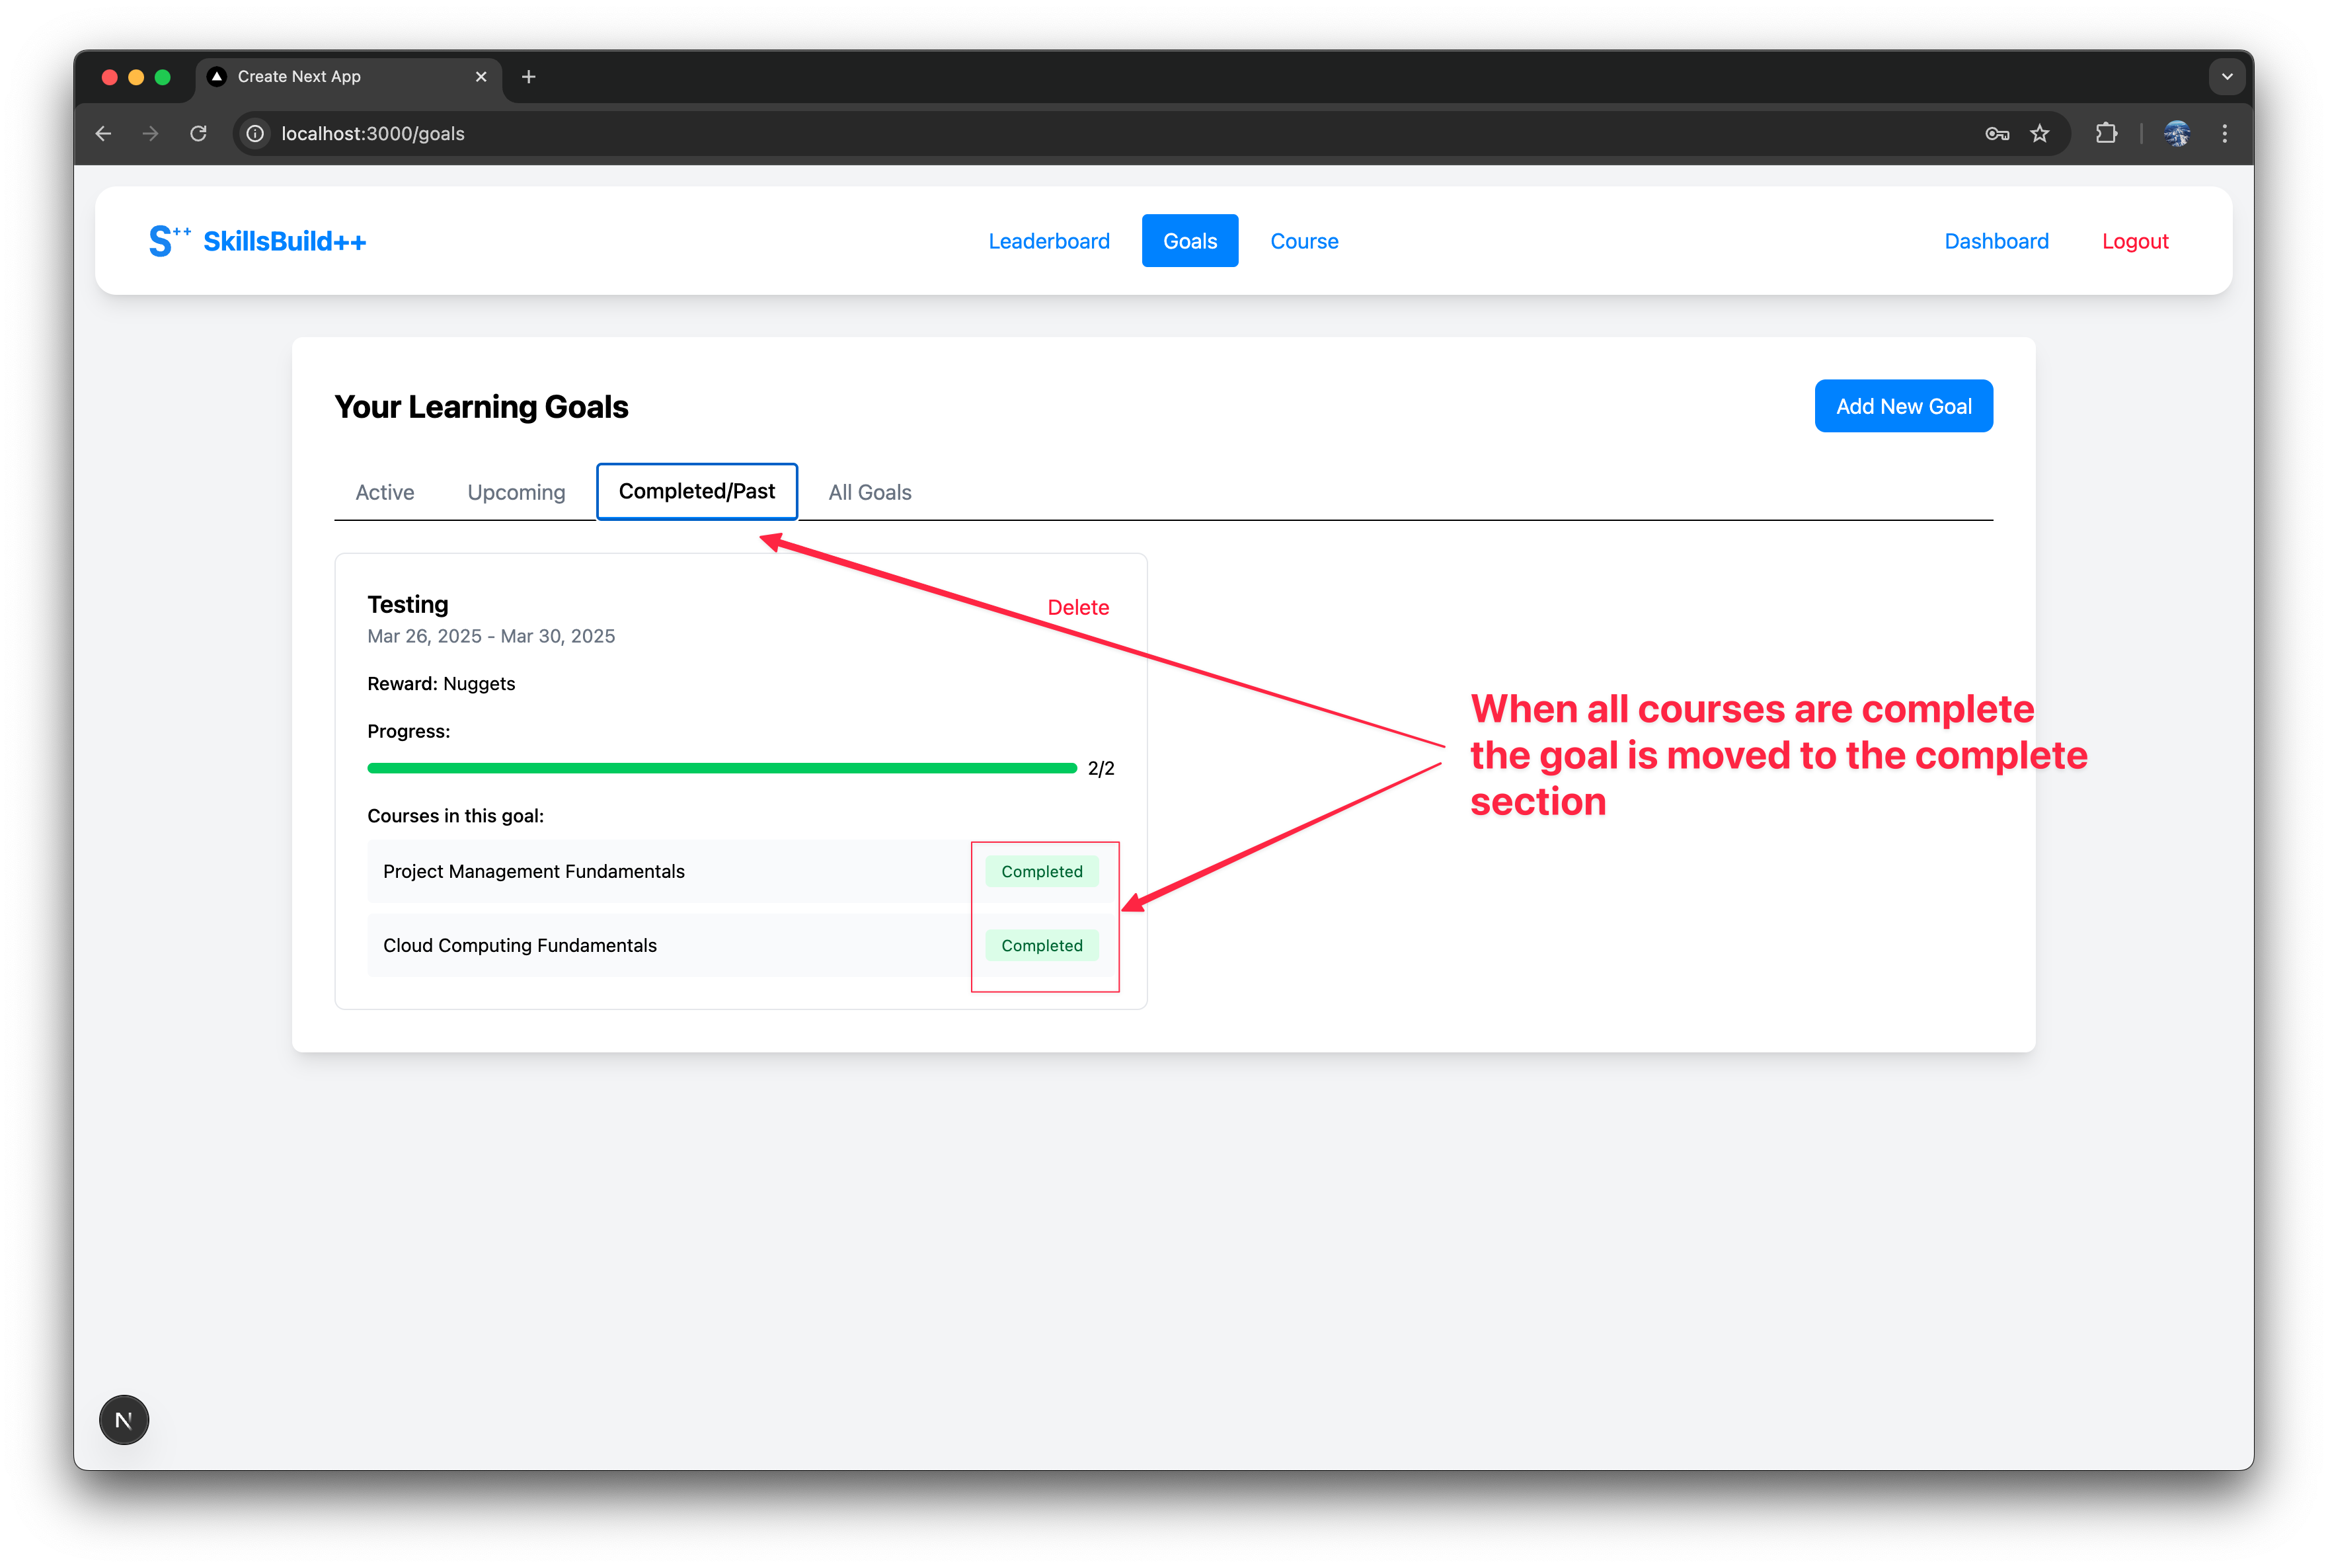 Create Next App
localhost:3000/goals
S++ SkillsBuild++
Leaderboard
Goals
Course
Dashboard
Logout
Your Learning Goals
Add New Goal
Active
Upcoming
Completed/Past
All Goals
Testing
Delete
Mar 26, 2025 - Mar 30, 2025
Reward: Nuggets
Progress:
2/2
When all courses are complete
the goal is moved to the complete
section
Courses in this goal:
Project Management Fundamentals
Completed
Cloud Computing Fundamentals
Completed
N